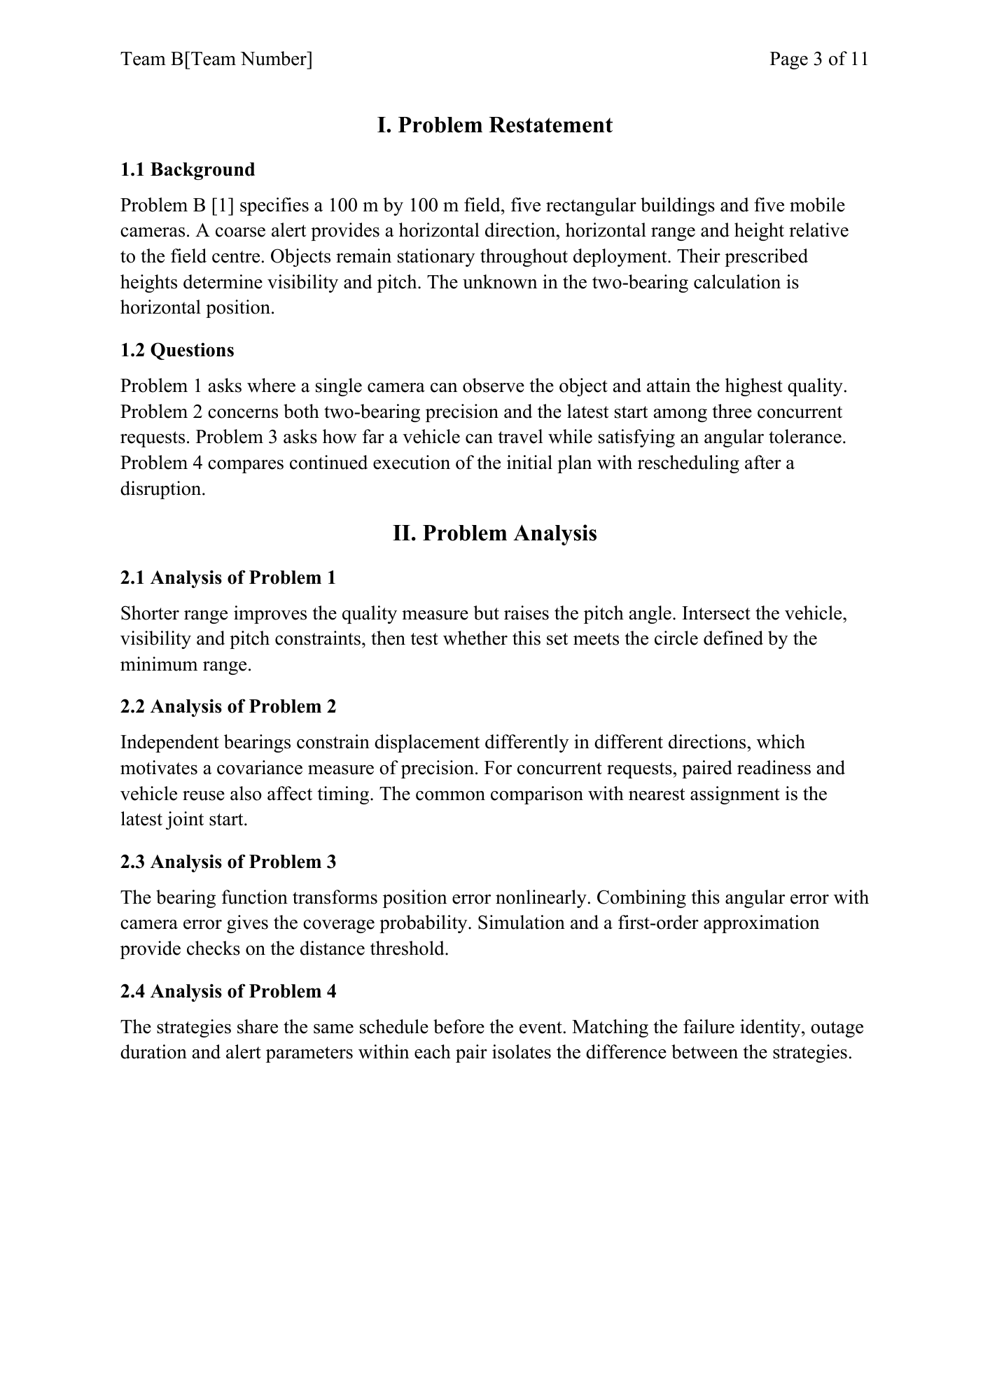 Team B[Team Number] Page 3 of 11
I. Problem Restatement
1.1 Background
Problem B [1] specifies a 100 m by 100 m field, five rectangular buildings and five mobile
cameras. A coarse alert provides a horizontal direction, horizontal range and height relative
to the field centre. Objects remain stationary throughout deployment. Their prescribed
heights determine visibility and pitch. The unknown in the two-bearing calculation is
horizontal position.
1.2 Questions
Problem 1 asks where a single camera can observe the object and attain the highest quality.
Problem 2 concerns both two-bearing precision and the latest start among three concurrent
requests. Problem 3 asks how far a vehicle can travel while satisfying an angular tolerance.
Problem 4 compares continued execution of the initial plan with rescheduling after a
disruption.
II. Problem Analysis
2.1 Analysis of Problem 1
Shorter range improves the quality measure but raises the pitch angle. Intersect the vehicle,
visibility and pitch constraints, then test whether this set meets the circle defined by the
minimum range.
2.2 Analysis of Problem 2
Independent bearings constrain displacement differently in different directions, which
motivates a covariance measure of precision. For concurrent requests, paired readiness and
vehicle reuse also affect timing. The common comparison with nearest assignment is the
latest joint start.
2.3 Analysis of Problem 3
The bearing function transforms position error nonlinearly. Combining this angular error with
camera error gives the coverage probability. Simulation and a first-order approximation
provide checks on the distance threshold.
2.4 Analysis of Problem 4
The strategies share the same schedule before the event. Matching the failure identity, outage
duration and alert parameters within each pair isolates the difference between the strategies.